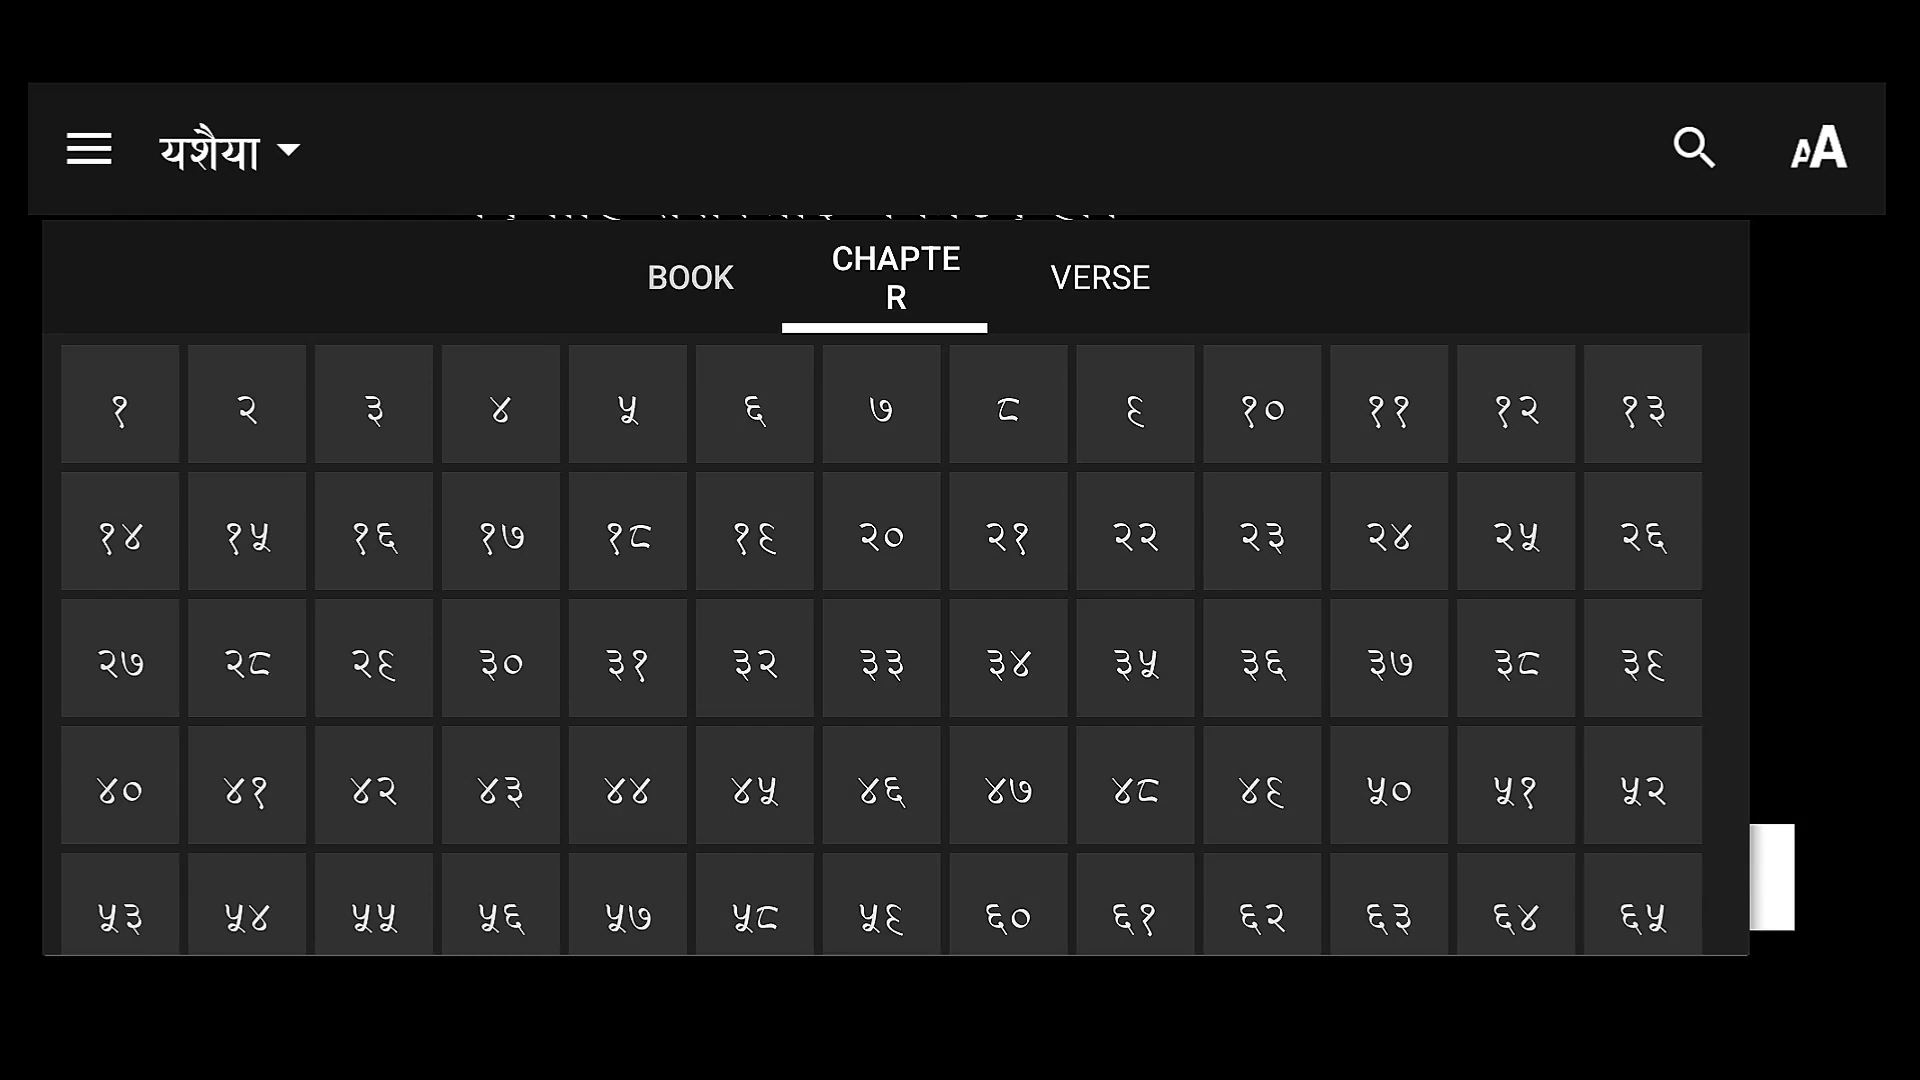 यशैया
AA
BOOK CHAPTE
R VERSE
१ २ ३ ४ ५ ६ ७ ८ ९ १० ११ १२ १३
१४ १५ १६ १७ १८ १९ २० २१ २२ २३ २४ २५ २६
२७ २८ २९ ३० ३१ ३२ ३३ ३४ ३५ ३६ ३७ ३८ ३९
४० ४१ ४२ ४३ ४४ ४५ ४६ ४७ ४८ ४९ ५० ५१ ५२
५३ ५४ ५५ ५६ ५७ ५८ ५९ ६० ६१ ६२ ६३ ६४ ६५